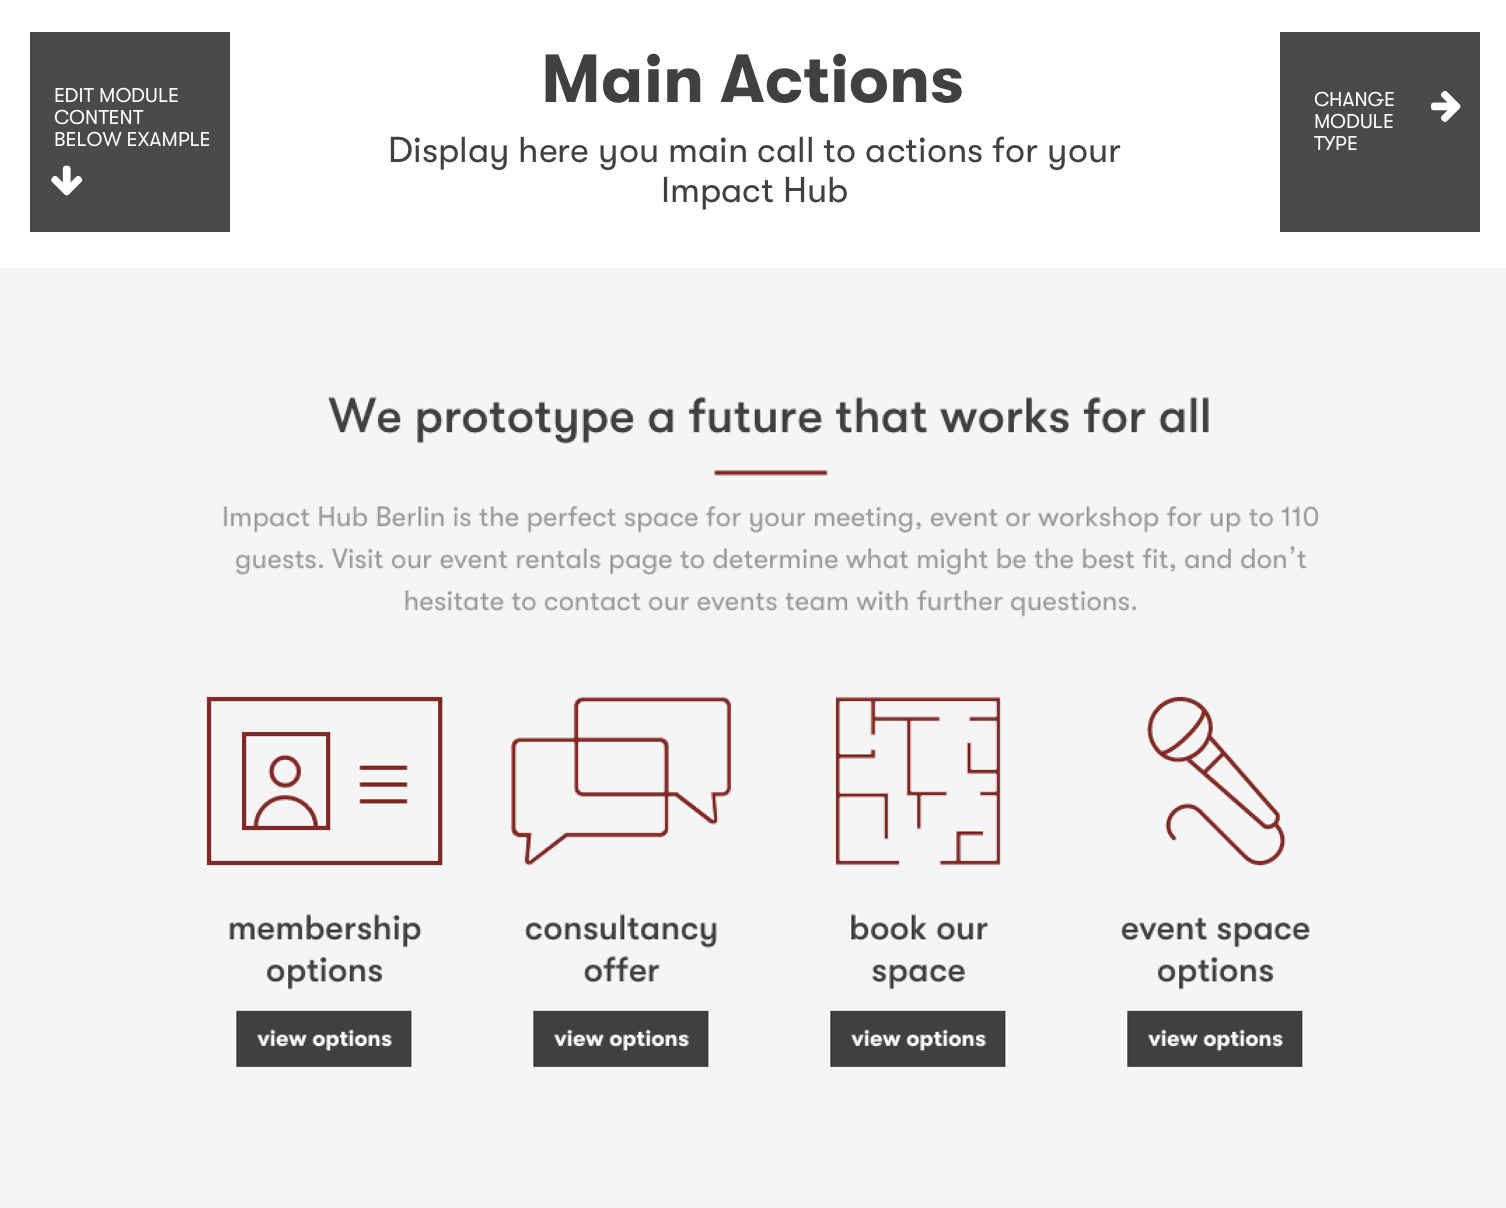 EDIT MODULE
CONTENT
BELOW EXAMPLE
Main Actions
Display here you main call to actions for your
Impact Hub
CHANGE
MODULE
TYPE
We prototype a future that works for all
Impact Hub Berlin is the perfect space for your meeting, event or workshop for up to 110
guests. Visit our event rentals page to determine what might be the best fit, and don’t
hesitate to contact our events team with further questions.
membership
options
view options
consultancy
offer
view options
book our
space
view options
event space
options
view options